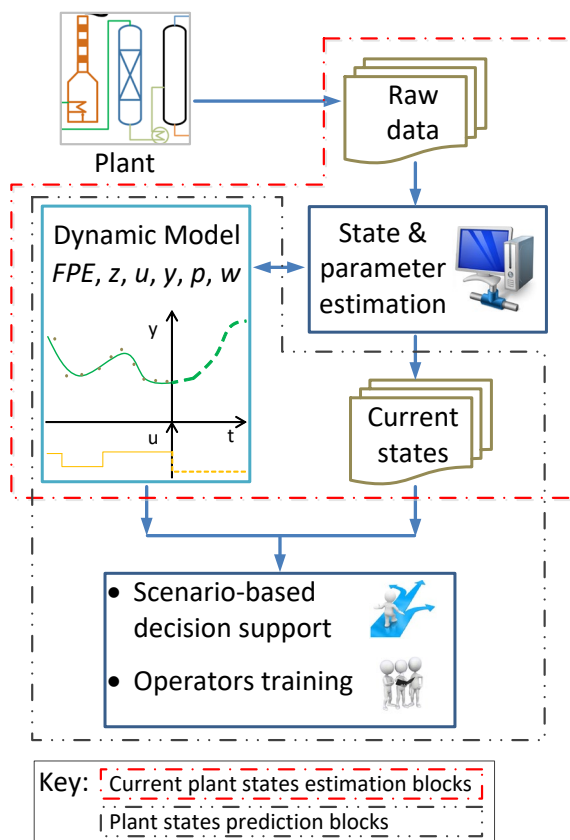 Plant
Raw
data
Dynamic Model
FPE, z, u, y, p, w
y
u
t
State &
parameter
estimation
Current
states
• Scenario-based
decision support
• Operators training
Key:
Current plant states estimation blocks
Plant states prediction blocks